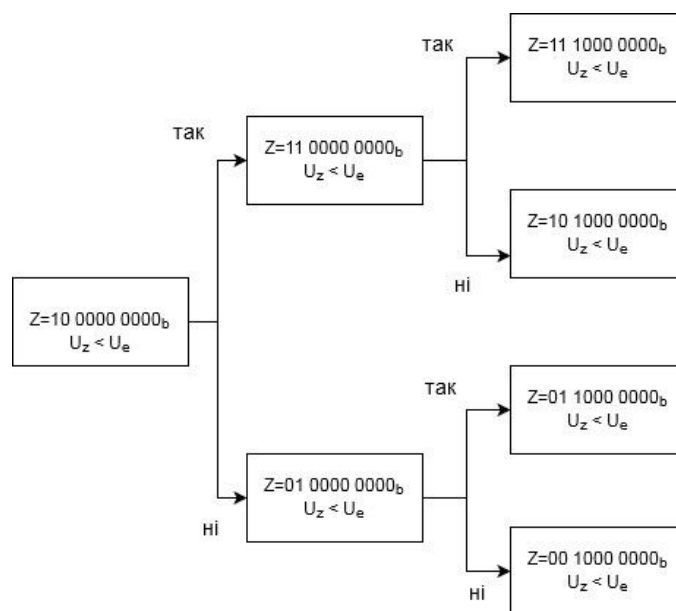 так
Z=11 1000 0000b
Uz < Ue
так
Z=11 0000 0000b
Uz < Ue
Z=10 1000 0000b
Uz < Ue
ні
Z=10 0000 0000b
Uz < Ue
так
Z=01 1000 0000b
Uz < Ue
Z=01 0000 0000b
Uz < Ue
ні
Z=00 1000 0000b
Uz < Ue
ні